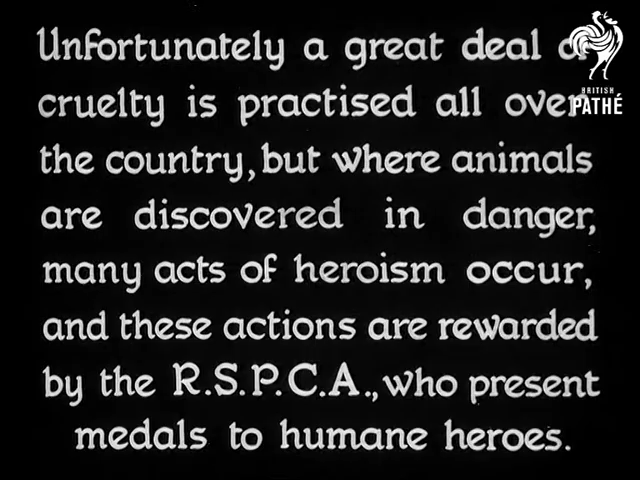 Unfortunately a great deal of
cruelty is practised all over
the country, but where animals
are discovered in danger,
many acts of heroism occur,
and these actions are rewarded
by the R.S.P.C.A., who present
medals to humane heroes.
BRITISH
PATHÉ